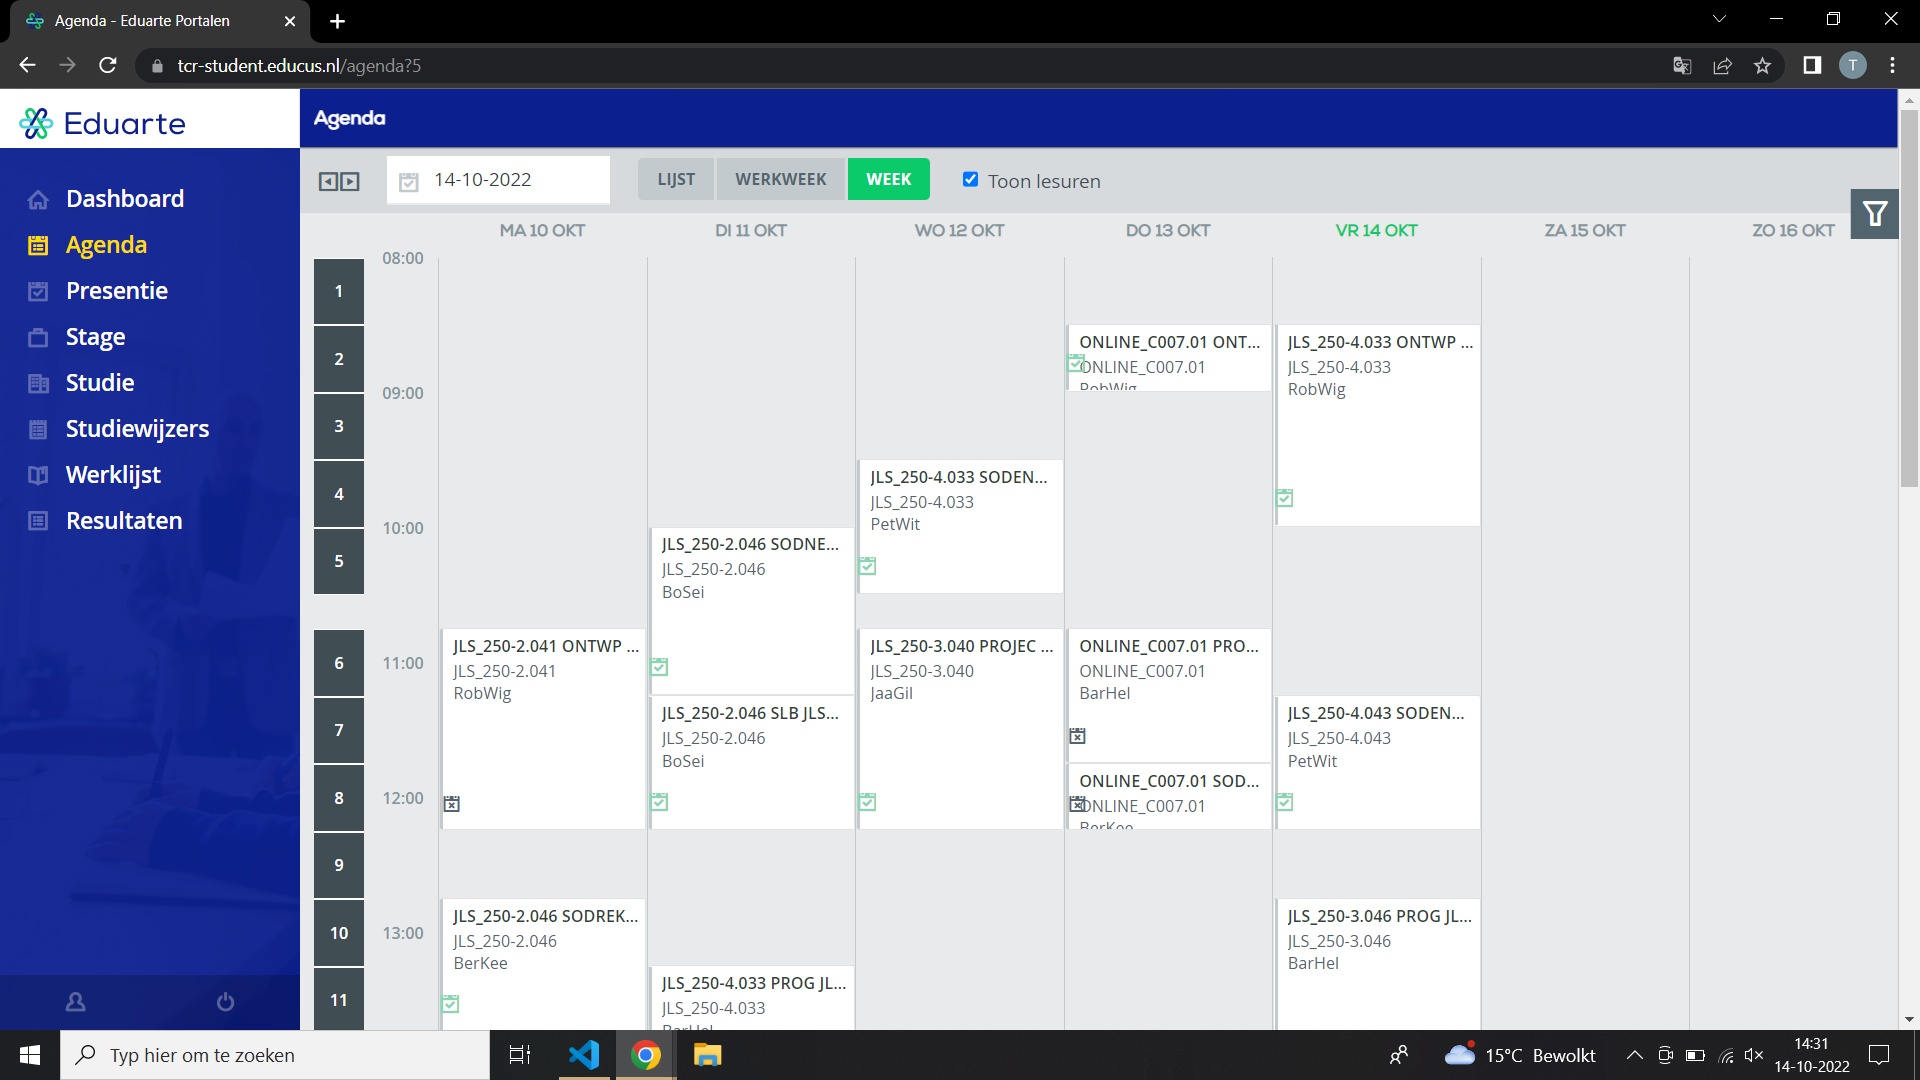 Agenda - Eduarte Portalen
tcr-student.educus.nl/agenda?5
T
Eduarte
Agenda
Dashboard
Agenda
Presentie
Stage
Studie
Studiewijzers
Werklijst
Resultaten
14-10-2022
LIJST
WERKWEEK
WEEK
Toon lesuren
MA 10 OKT
DI 11 OKT
WO 12 OKT
DO 13 OKT
VR 14 OKT
ZA 15 OKT
ZO 16 OKT
1
2
3
4
5
6
7
8
9
10
11
08:00
09:00
10:00
11:00
12:00
13:00
JLS_250-2.041 ONTWP ...
JLS_250-2.041
RobWig
JLS_250-2.046 SODREK...
JLS_250-2.046
BerKee
JLS_250-2.046 SODNE...
JLS_250-2.046
BoSei
JLS_250-2.046 SLB JLS...
JLS_250-2.046
BoSei
JLS_250-4.033 PROG JL...
JLS_250-4.033
BarHel
JLS_250-4.033 SODEN...
JLS_250-4.033
PetWit
JLS_250-3.040 PROJEC ...
JLS_250-3.040
JaaGil
ONLINE_C007.01 ONT...
ONLINE_C007.01
RobWig
ONLINE_C007.01 PRO...
ONLINE_C007.01
BarHel
ONLINE_C007.01 SOD...
ONLINE_C007.01
BerKee
JLS_250-4.033 ONTWP ...
JLS_250-4.033
RobWig
JLS_250-4.043 SODEN...
JLS_250-4.043
PetWit
JLS_250-3.046 PROG JL...
JLS_250-3.046
BarHel
Typ hier om te zoeken
15°C Bewolkt
14:31
14-10-2022